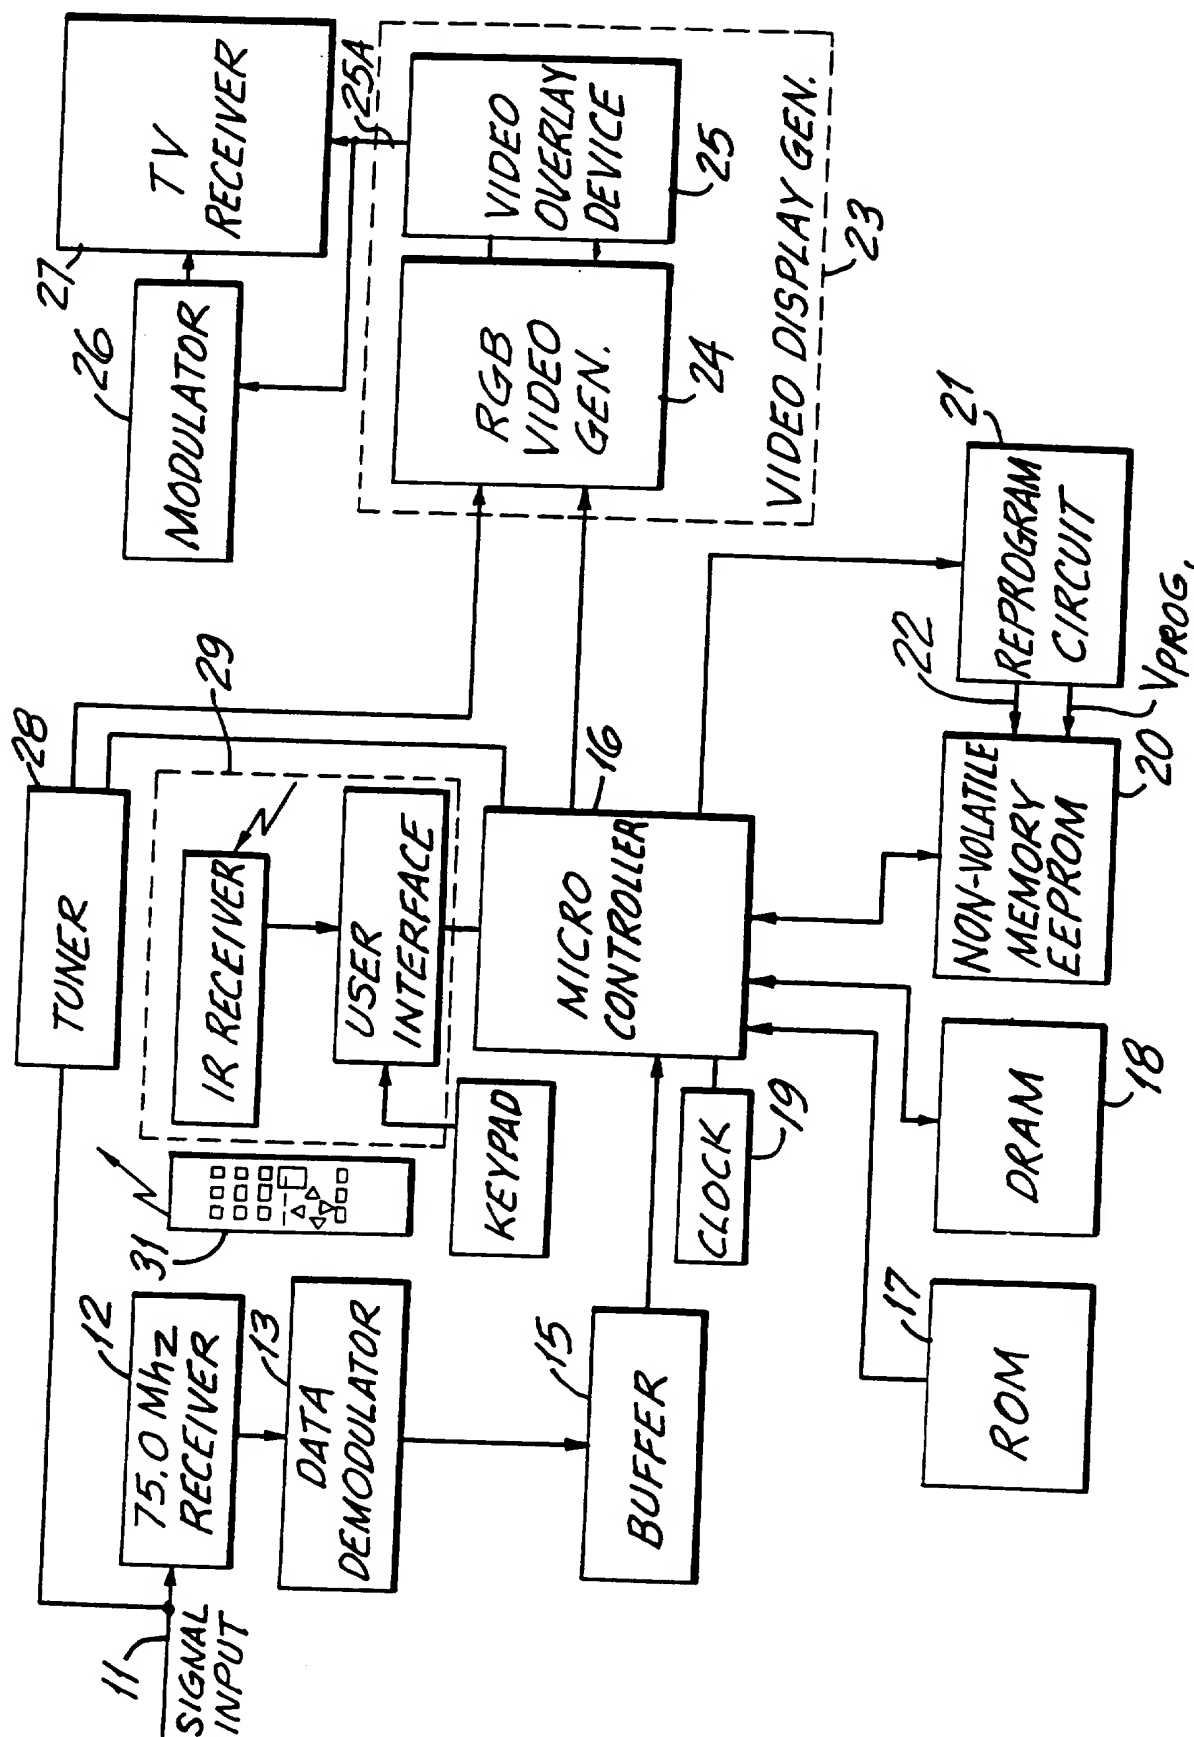 11
SIGNAL
INPUT
12
75.0 Mhz
RECEIVER
13
DATA
DEMODULATOR
15
BUFFER
17
ROM
31
28
TUNER
29
IR RECEIVER
USER
INTERFACE
KEYPAD
CLOCK
19
16
MICRO
CONTROLLER
DRAM
18
NON-VOLATILE
MEMORY
EEPROM
20
22
VPROG.
21
REPROGRAM
CIRCUIT
26
MODULATOR
27
TV
RECEIVER
25A
RGB
VIDEO
GEN.
24
VIDEO
OVERLAY
DEVICE
25
VIDEO DISPLAY GEN.
23